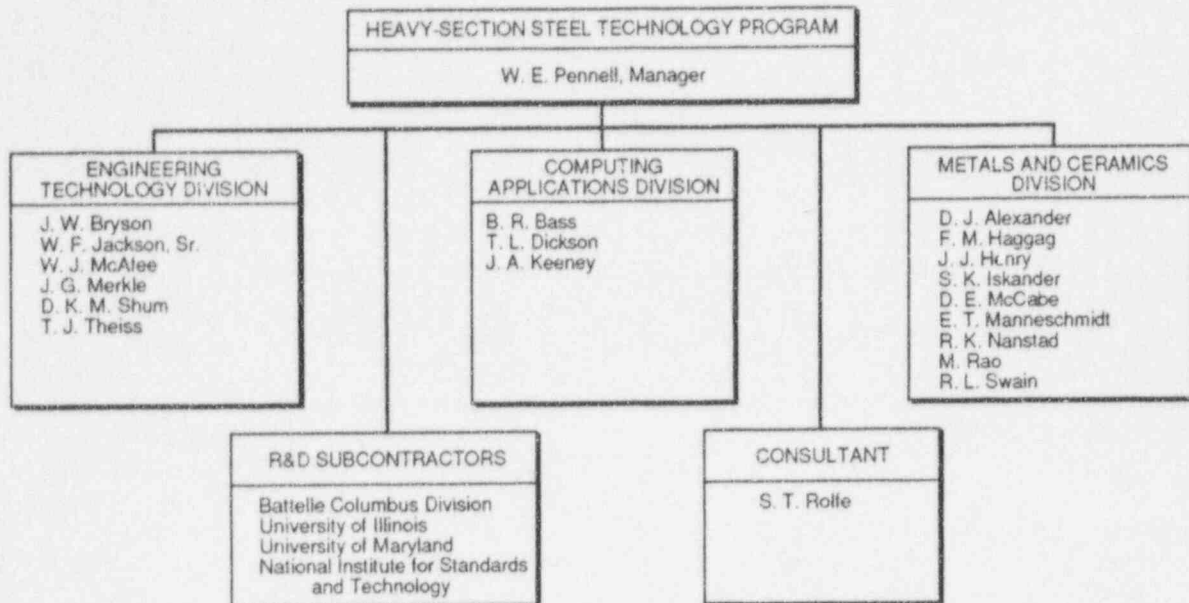 HEAVY-SECTION STEEL TECHNOLOGY PROGRAM
W. E. Pennell, Manager
ENGINEERING
TECHNOLOGY DIVISION
J. W. Bryson
W. F. Jackson, Sr.
W. J. McAfee
J. G. Merkle
D. K. M. Shum
T. J. Theiss
COMPUTING
APPLICATIONS DIVISION
B. R. Bass
T. L. Dickson
J. A. Keeney
METALS AND CERAMICS
DIVISION
D. J. Alexander
F. M. Haggag
J. J. Henry
S. K. Iskander
D. E. McCabe
E. T. Manneschmidt
R. K. Nanstad
M. Rao
R. L. Swain
R&D SUBCONTRACTORS
Battelle Columbus Division
University of Illinois
University of Maryland
National Institute for Standards
and Technology
CONSULTANT
S. T. Rolfe